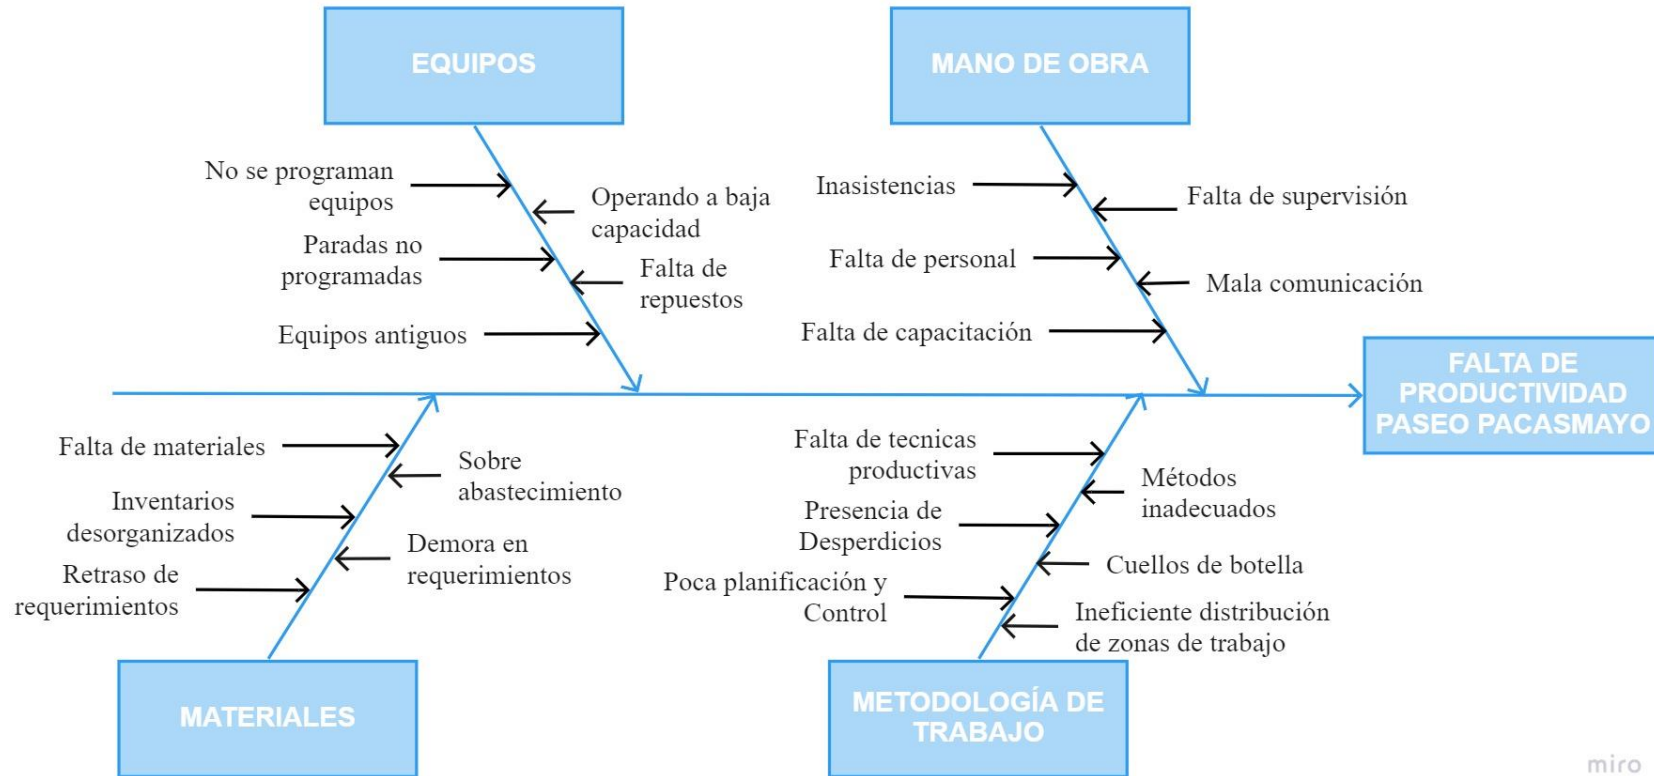 EQUIPOS
MANO DE OBRA
No se programan
equipos
Operando a baja
capacidad
Paradas no
programadas
Falta de
repuestos
Equipos antiguos
Inasistencias
Falta de supervisión
Falta de personal
Mala comunicación
Falta de capacitación
FALTA DE
PRODUCTIVIDAD
PASEO PACASMAYO
Falta de materiales
Sobre
abastecimiento
Inventarios
desorganizados
Demora en
requerimientos
Retraso de
requerimientos
Falta de tecnicas
productivas
Métodos
inadecuados
Presencia de
Desperdicios
Cuellos de botella
Poca planificación y
Control
Ineficiente distribución
de zonas de trabajo
MATERIALES
METODOLOGÍA DE
TRABAJO
miro